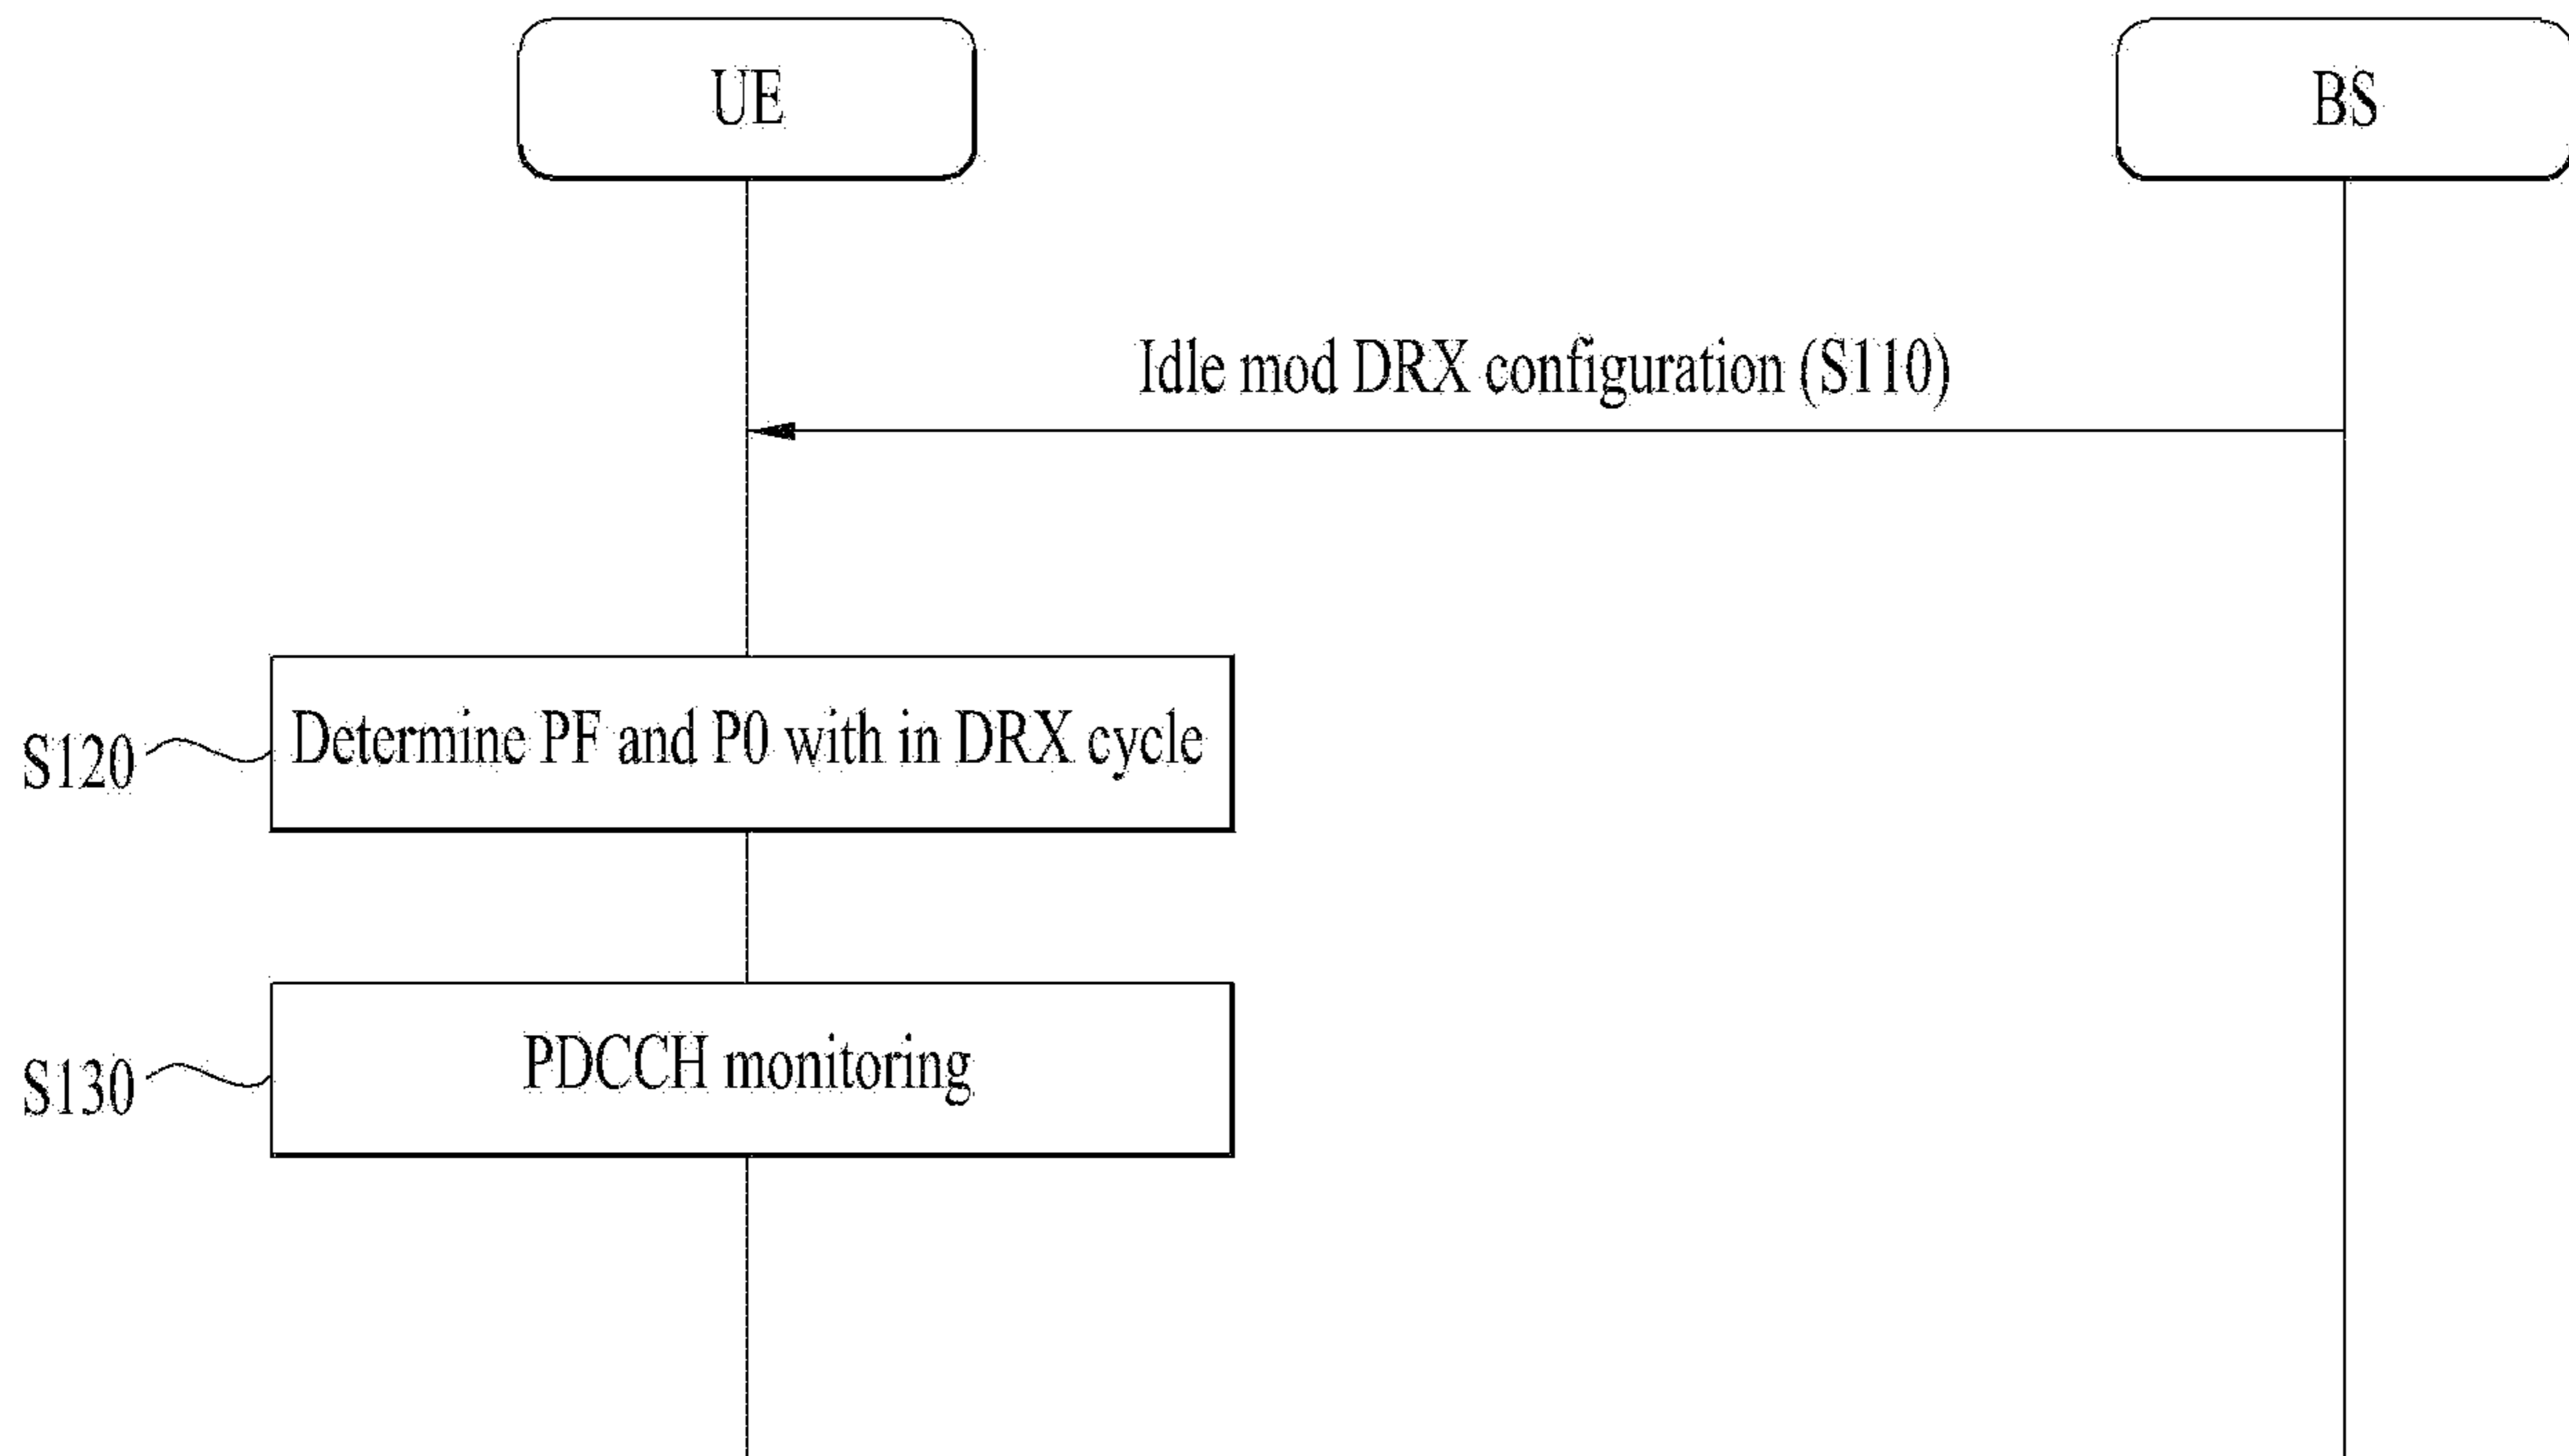 UE
BS
Idle mod DRX configuration (S110)
S120
Determine PF and P0 with in DRX cycle
S130
PDCCH monitoring